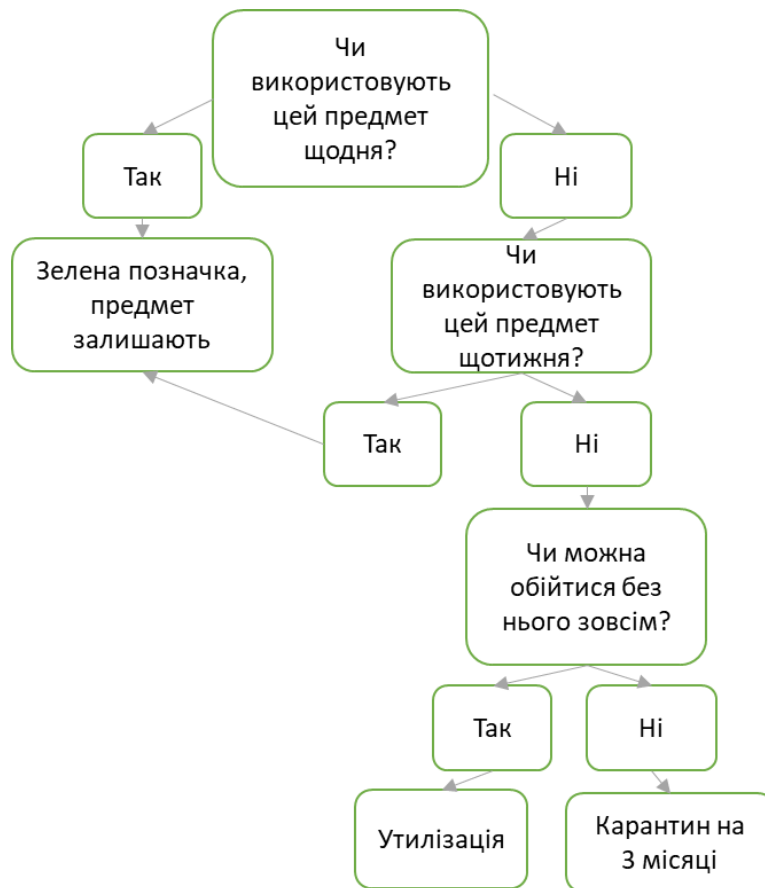 Чи
використовують
цей предмет
щодня?
Так
Ні
Зелена позначка,
предмет
залишають
Чи
використовують
цей предмет
щотижня?
Так
Ні
Чи можна
обійтися без
нього зовсім?
Так
Ні
Утилізація
Карантин на
3 місяці